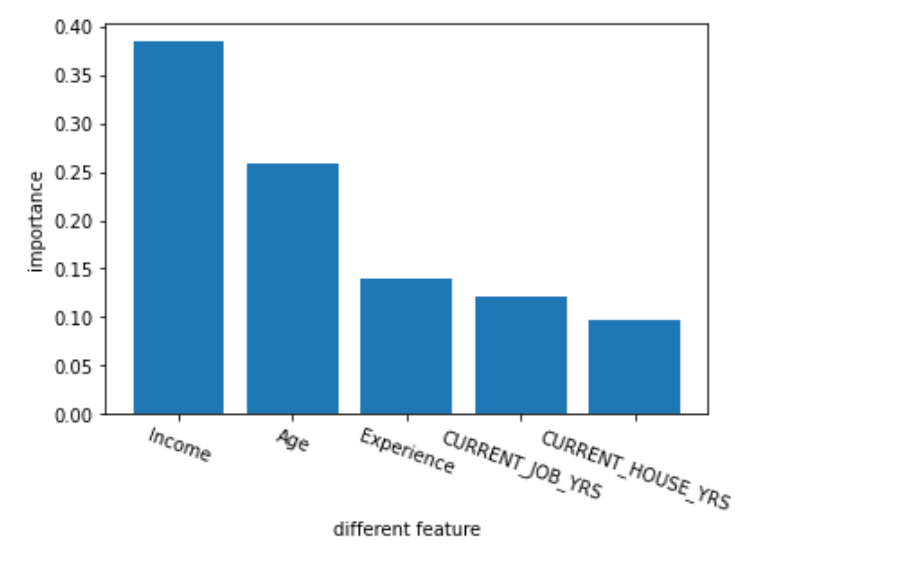 0.40
0.35
0.30
0.25
0.20
0.15
0.10
0.05
0.00
importance
Income
Age
Experience
CURRENT_JOB_YRS
CURRENT_HOUSE_YRS
different feature